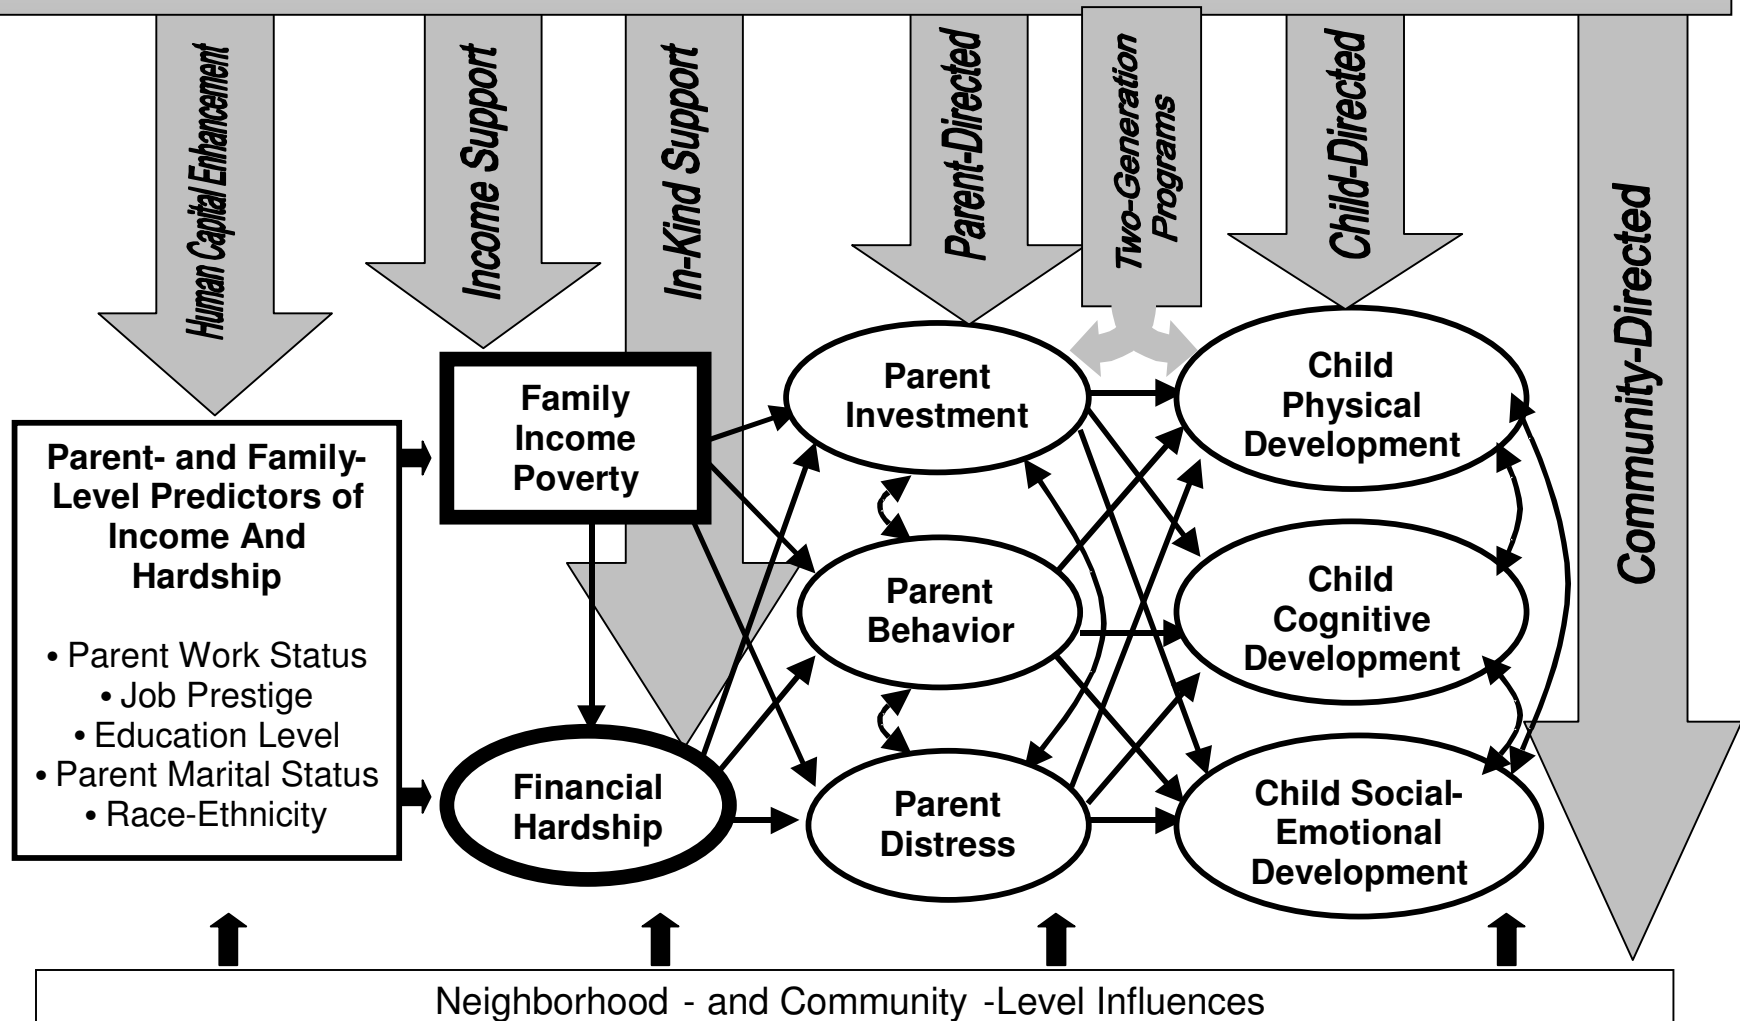 Human Capital Enhancement
Income Support
In-Kind Support
Parent-Directed
Two-Generation
Programs
Child-Directed
Community-Directed
Parent- and Family-
Level Predictors of
Income And
Hardship
• Parent Work Status
• Job Prestige
• Education Level
• Parent Marital Status
• Race-Ethnicity
Family
Income
Poverty
Financial
Hardship
Parent
Investment
Parent
Behavior
Parent
Distress
Child
Physical
Development
Child
Cognitive
Development
Child Social-
Emotional
Development
Neighborhood - and Community -Level Influences